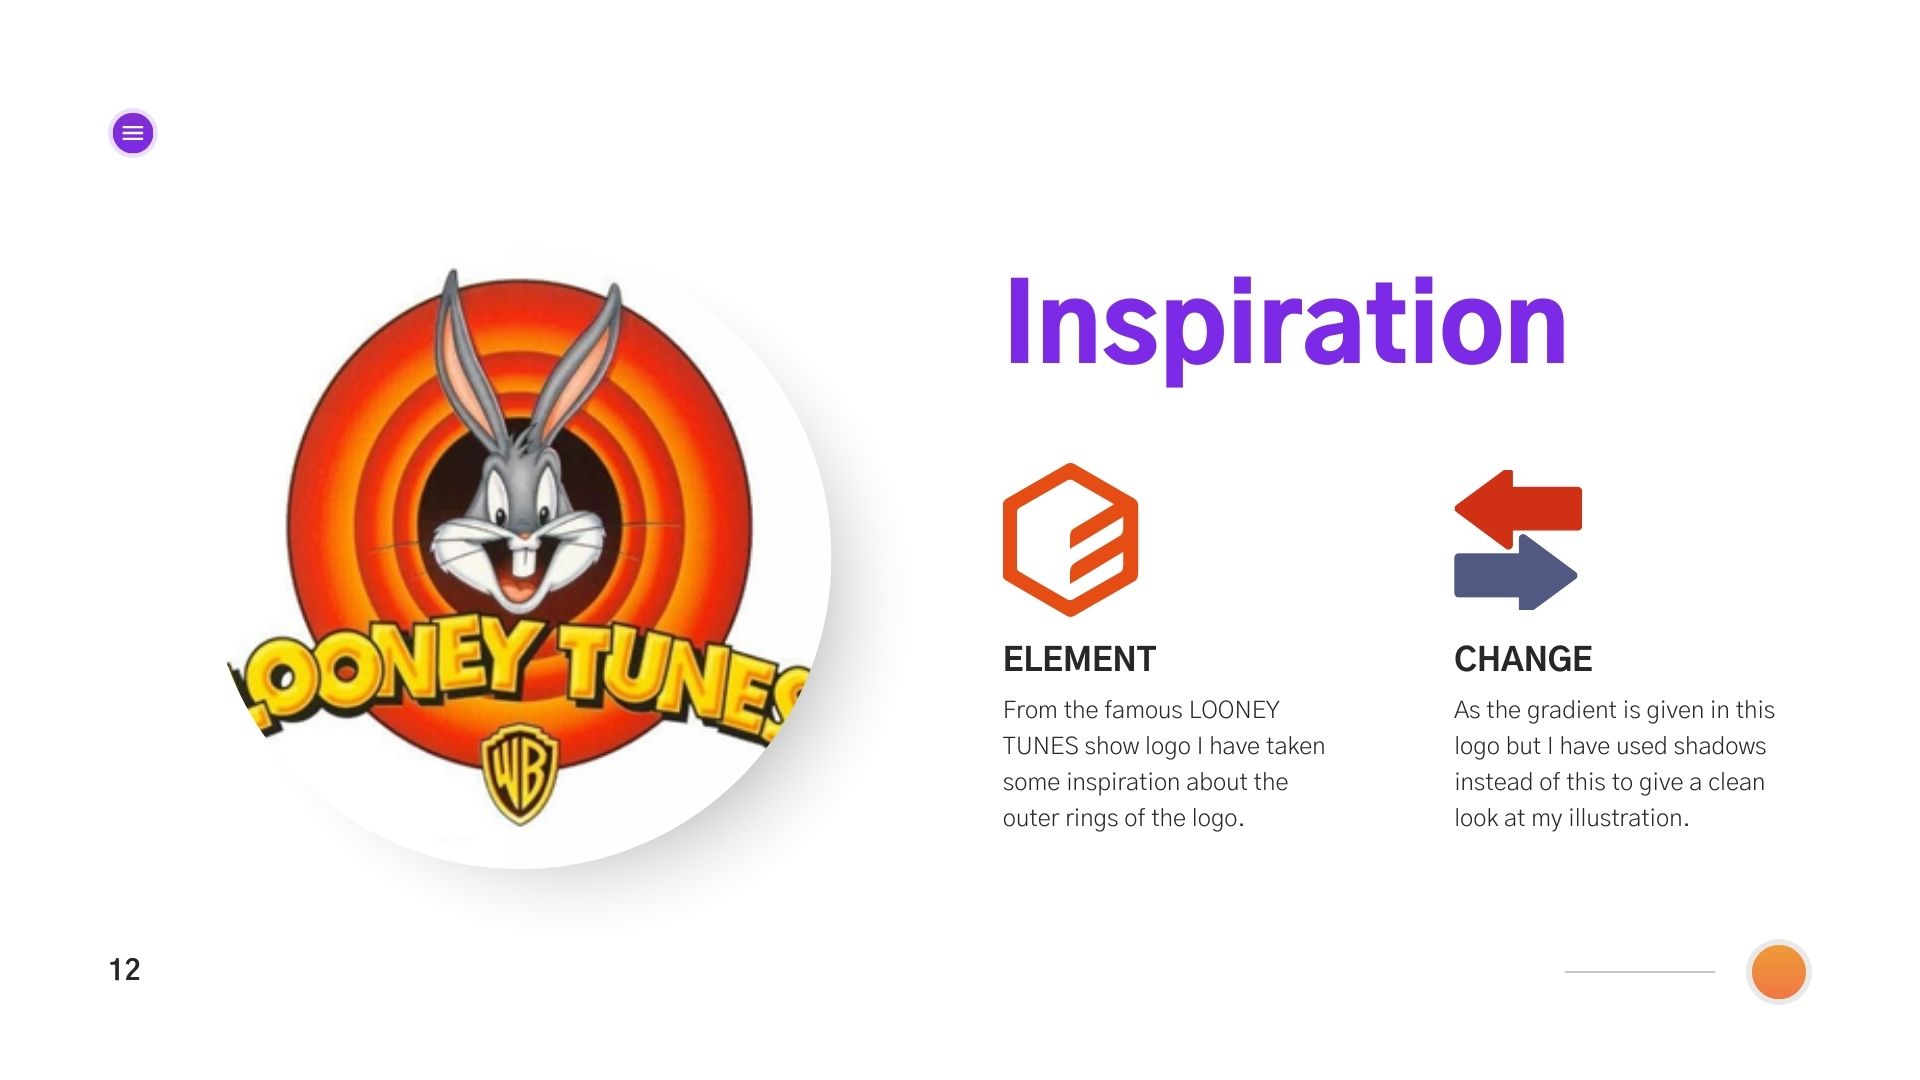 Inspiration
LOONEY TUNES
WB
ELEMENT
From the famous LOONEY
TUNES show logo I have taken
some inspiration about the
outer rings of the logo.
CHANGE
As the gradient is given in this
logo but I have used shadows
instead of this to give a clean
look at my illustration.
12